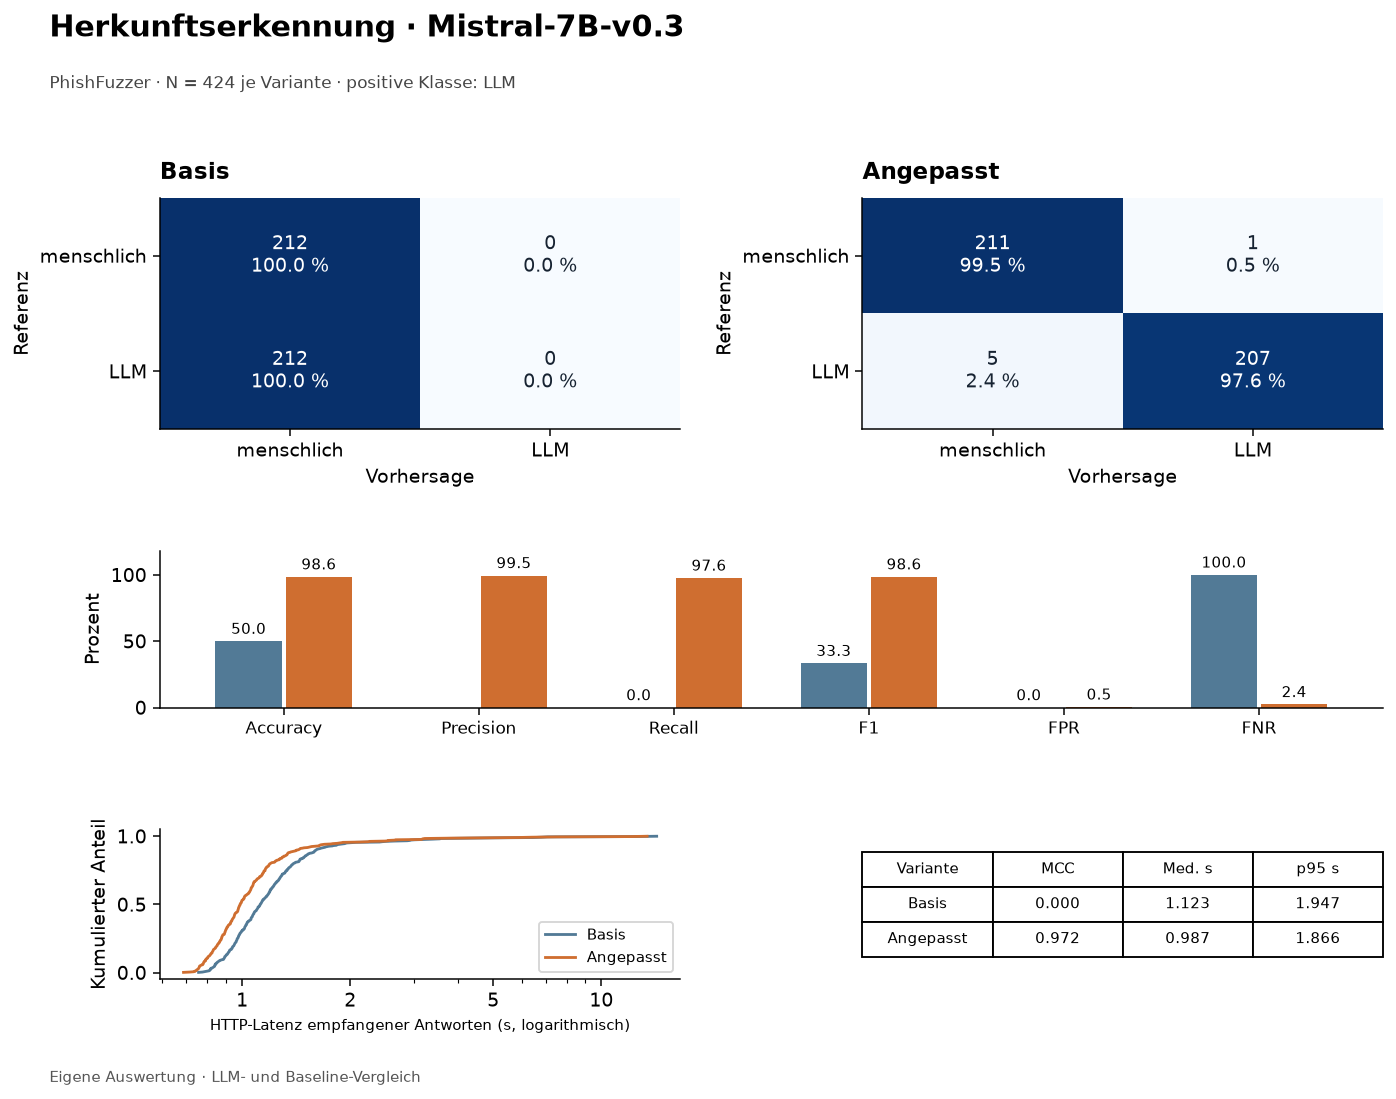 Herkunftserkennung · Mistral-7B-v0.3
PhishFuzzer · N = 424 je Variante · positive Klasse: LLM
Basis
Referenz
menschlich
LLM
212
100.0 %
0
0.0 %
212
100.0 %
0
0.0 %
menschlich
LLM
Vorhersage
Angepasst
Referenz
menschlich
LLM
211
99.5 %
1
0.5 %
5
2.4 %
207
97.6 %
menschlich
LLM
Vorhersage
Prozent
100
50
0
50.0
98.6
99.5
0.0
97.6
33.3
98.6
0.0
0.5
100.0
2.4
Accuracy
Precision
Recall
F1
FPR
FNR
Kumulierter Anteil
1.0
0.5
0.0
Basis
Angepasst
1
2
5
10
HTTP-Latenz empfangener Antworten (s, logarithmisch)
Variante MCC Med. s p95 s
Basis 0.000 1.123 1.947
Angepasst 0.972 0.987 1.866
Eigene Auswertung · LLM- und Baseline-Vergleich